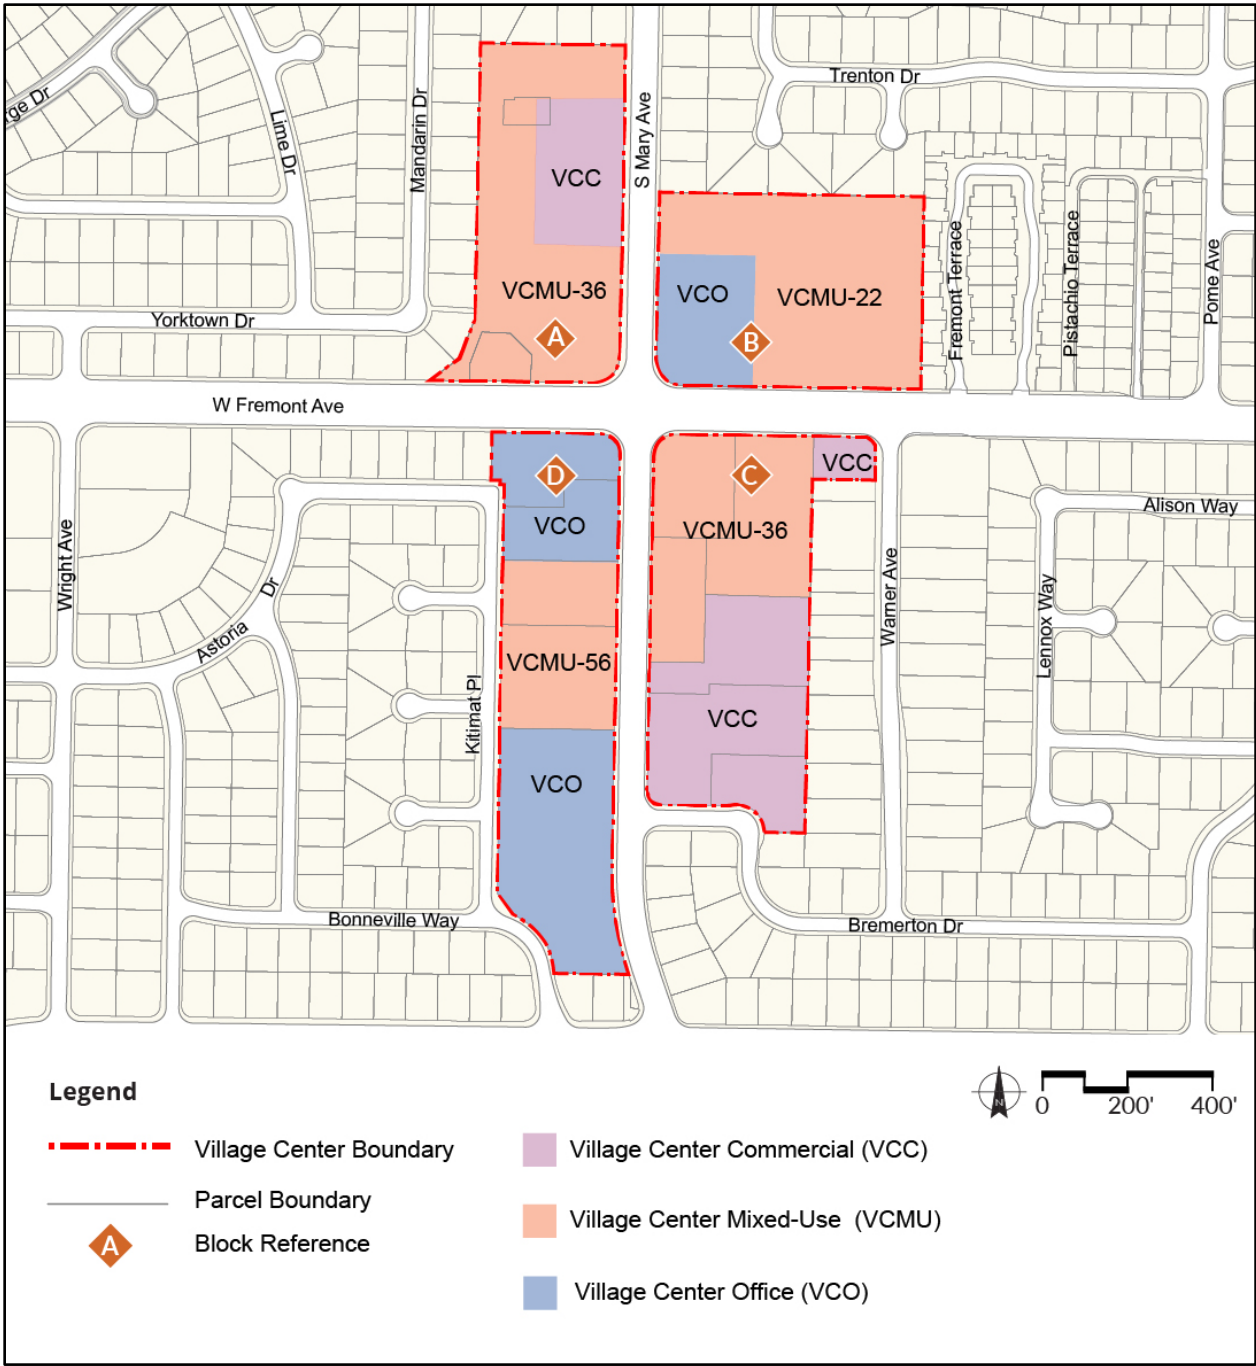 Trenton Dr
rge Dr
Lime Dr
Mandarin Dr
S Mary Ave
VCC
VCMU-36
A
VCO
VCMU-22
B
Fremont Terrace
Pistachio Terrace
Pome Ave
Yorktown Dr
W Fremont Ave
D
C
VCC
Alison Way
VCO
VCMU-36
Wright Ave
Dr
Astoria
Warner Ave
Lennox Way
VCMU-56
Kitimat Pl
VCC
VCO
Bonneville Way
Bremerton Dr
Legend
N
0 200' 400'
Village Center Boundary
Village Center Commercial (VCC)
Parcel Boundary
Village Center Mixed-Use (VCMU)
A
Block Reference
Village Center Office (VCO)